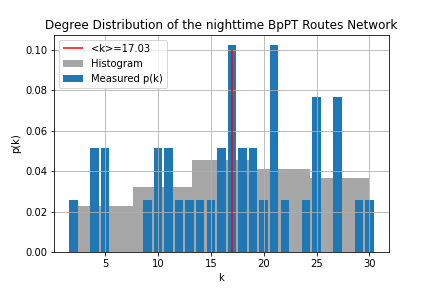 Degree Distribution of the nighttime BpPT Routes Network
<k>=17.03
Histogram
Measured p(k)
p(k)
0.10
0.08
0.06
0.04
0.02
0.00
5 10 15 20 25 30
k